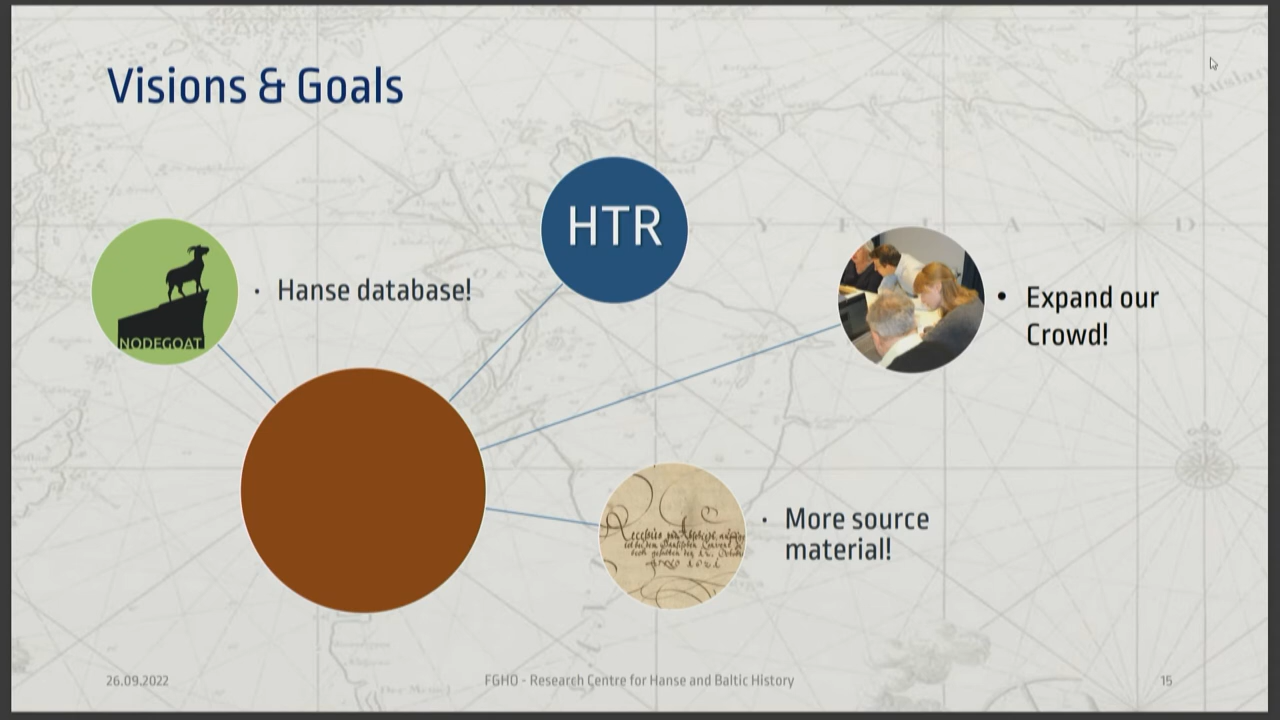 Visions & Goals
HTR
NODEGOAT
• Hanse database!
• Expand our
Crowd!
• More source
material!
26.09.2022
FGHO - Research Centre for Hanse and Baltic History
15